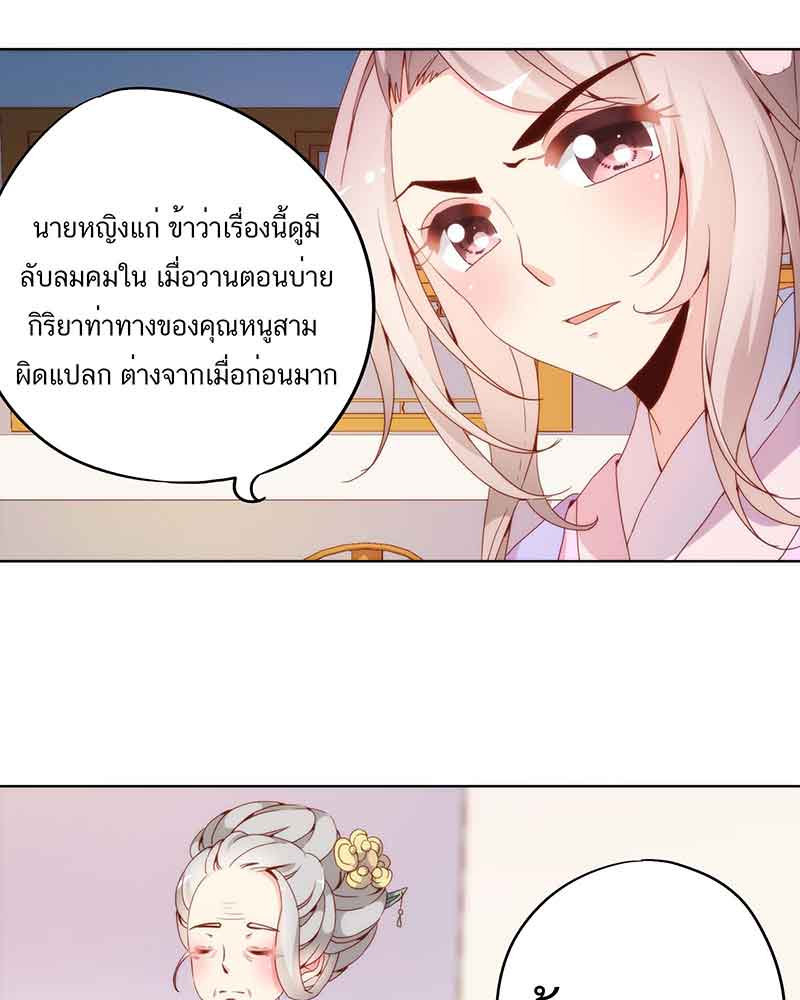 นายหญิงแก่ ข้าว่าเรื่องนี้ดูมี
ลับลมคมใน เมื่อวานตอนบ่าย
กิริยาท่าทางของคุณหนูสาม
ผิดแปลก ต่างจากเมื่อก่อนมาก